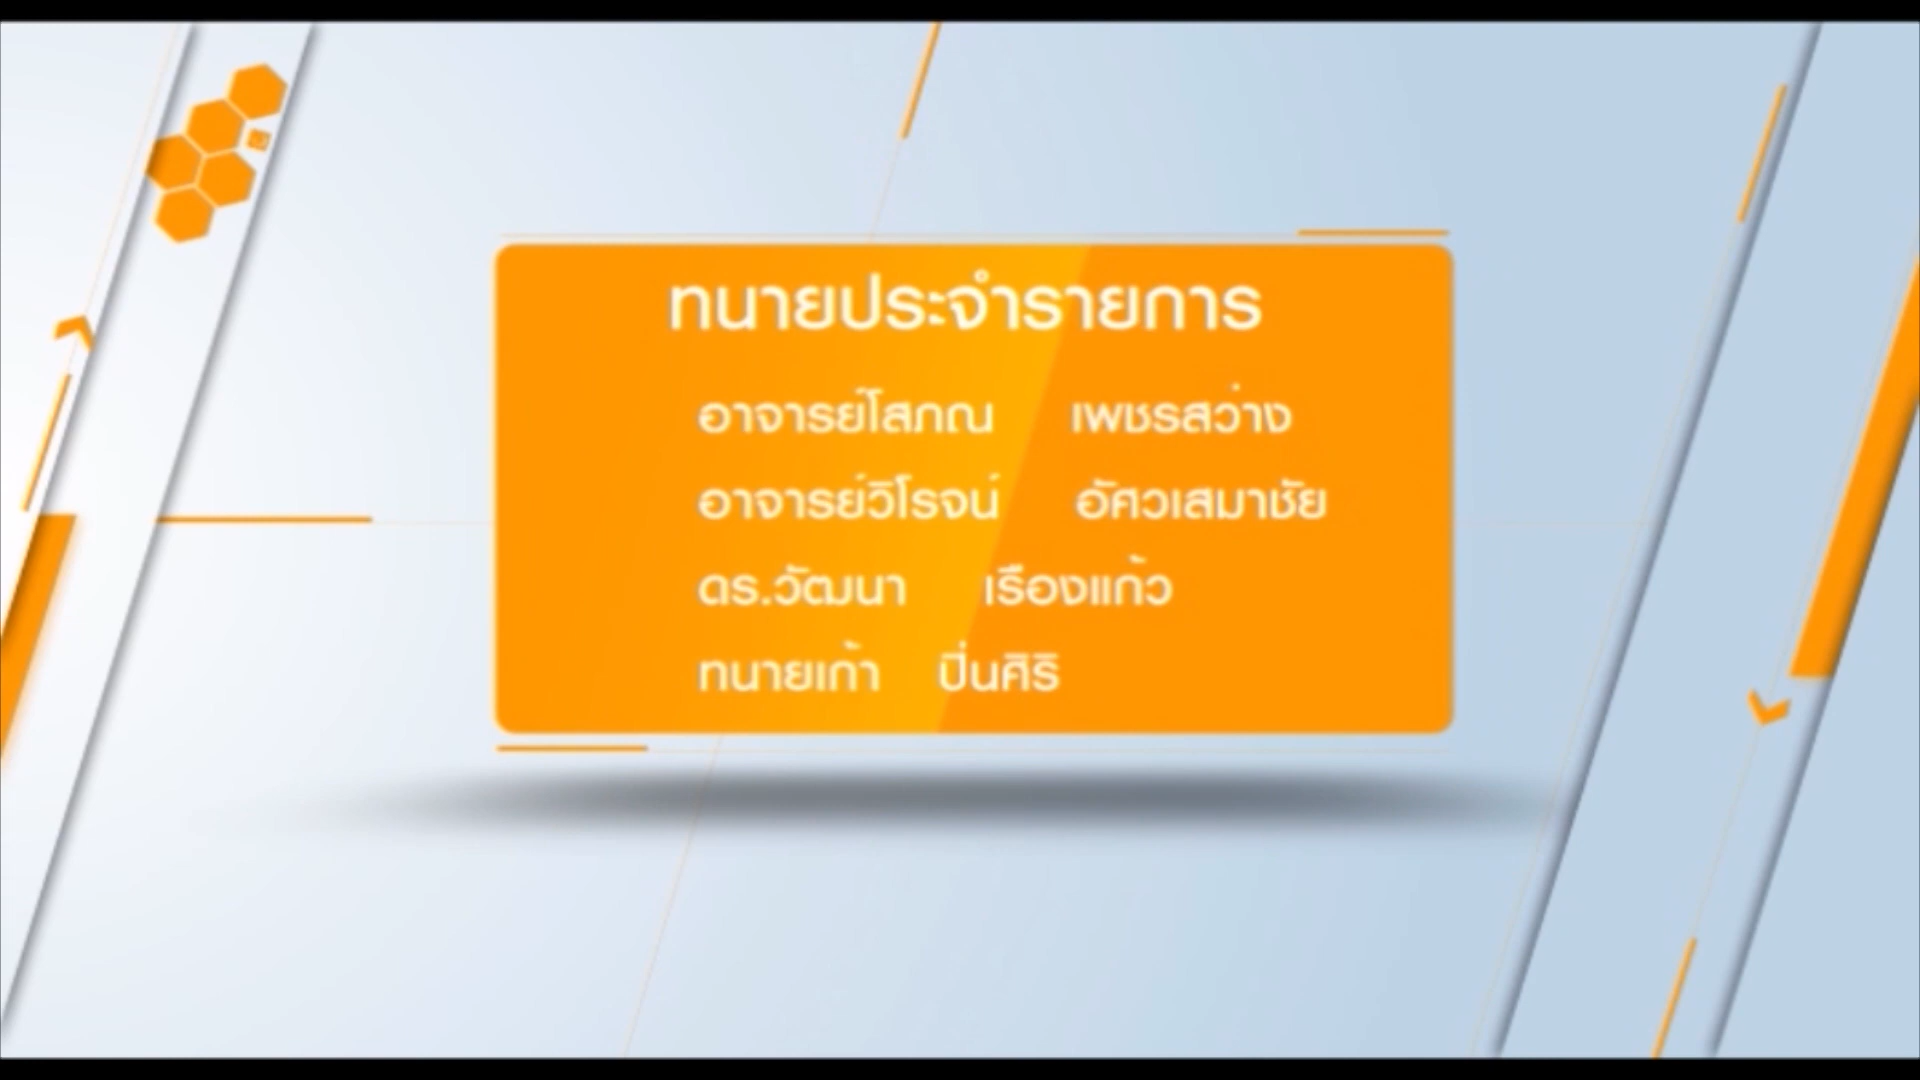 ทนายประจำรายการ
อาจารย์โสภณ เพชรสว่าง
อาจารย์วิโรจน์ อัศวเสมาชัย
ดร.วัฒนา เรืองแก้ว
ทนายเก้า ปิ่นศิริ